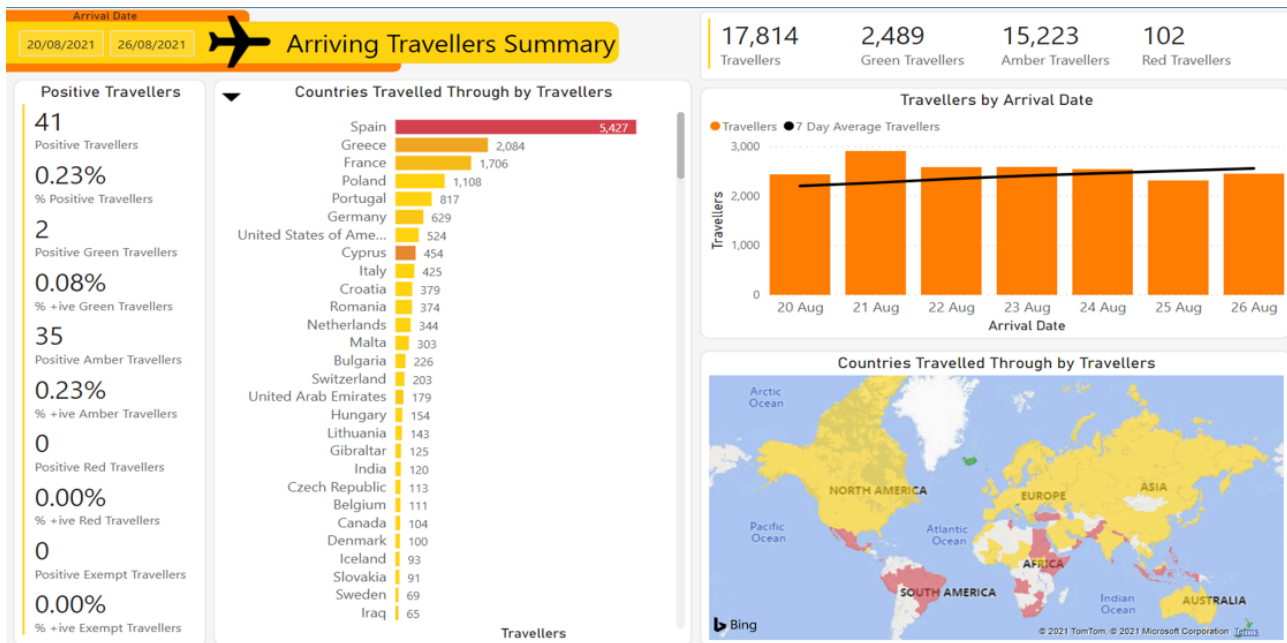 Arrival Date
20/08/2021 26/08/2021
Arriving Travellers Summary
17,814
Travellers
2,489
Green Travellers
15,223
Amber Travellers
102
Red Travellers
Positive Travellers
41
Positive Travellers
0.23%
% Positive Travellers
2
Positive Green Travellers
0.08%
% +ive Green Travellers
35
Positive Amber Travellers
0.23%
% +ive Amber Travellers
0
Positive Red Travellers
0.00%
% +ive Red Travellers
0
Positive Exempt Travellers
0.00%
% +ive Exempt Travellers
Countries Travelled Through by Travellers
Spain 5,427
Greece 2,084
France 1,706
Poland 1,108
Portugal 817
Germany 629
United States of Ame... 524
Cyprus 454
Italy 425
Croatia 379
Romania 374
Netherlands 344
Malta 303
Bulgaria 226
Switzerland 203
United Arab Emirates 179
Hungary 154
Lithuania 143
Gibraltar 125
India 120
Czech Republic 113
Belgium 111
Canada 104
Denmark 100
Iceland 93
Slovakia 91
Sweden 69
Iraq 65
Travellers
Travellers by Arrival Date
Travellers 7 Day Average Travellers
3,000
2,000
1,000
0
Travellers
20 Aug 21 Aug 22 Aug 23 Aug 24 Aug 25 Aug 26 Aug
Arrival Date
Countries Travelled Through by Travellers
Arctic
Ocean
NORTH AMERICA
EUROPE
ASIA
Pacific
Ocean
Atlantic
Ocean
AFRICA
SOUTH AMERICA
Indian
Ocean
AUSTRALIA
Bing
© 2021 TomTom, © 2021 Microsoft Corporation Terms